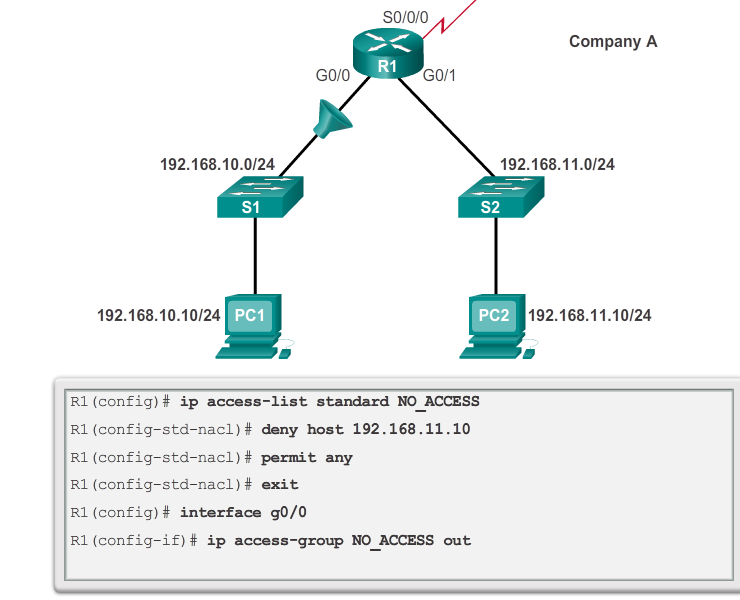 S0/0/0
Company A
R1
G0/0
G0/1
192.168.10.0/24
192.168.11.0/24
S1
S2
192.168.10.10/24
PC1
PC2
192.168.11.10/24
R1(config)# ip access-list standard NO_ACCESS
R1(config-std-nacl)# deny host 192.168.11.10
R1(config-std-nacl)# permit any
R1(config-std-nacl)# exit
R1(config)# interface g0/0
R1(config-if)# ip access-group NO_ACCESS out